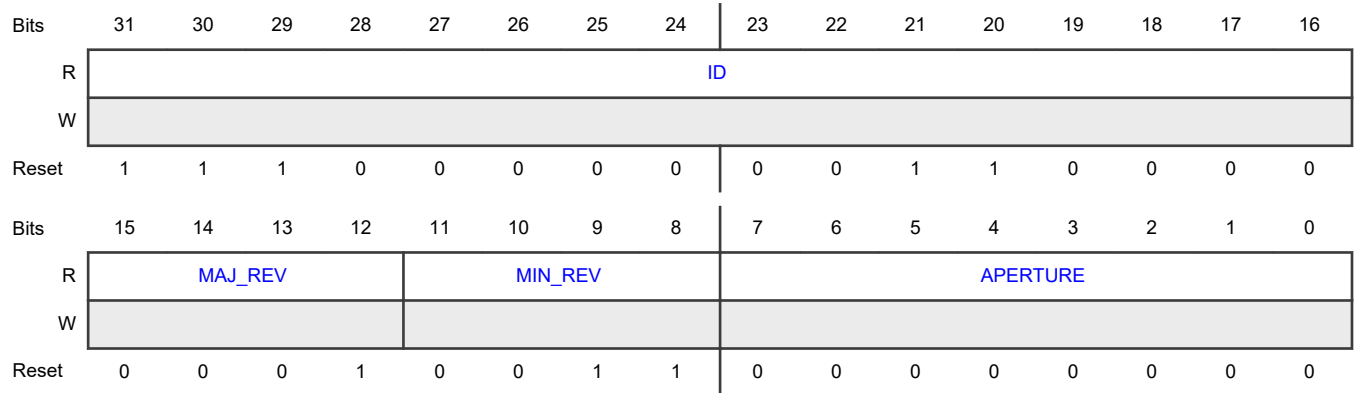 Bits 31 30 29 28 27 26 25 24 23 22 21 20 19 18 17 16
R ID
W
Reset 1 1 1 0 0 0 0 0 0 0 1 1 0 0 0 0
Bits 15 14 13 12 11 10 9 8 7 6 5 4 3 2 1 0
R MAJ_REV MIN_REV APERTURE
W
Reset 0 0 0 1 0 0 1 1 0 0 0 0 0 0 0 0